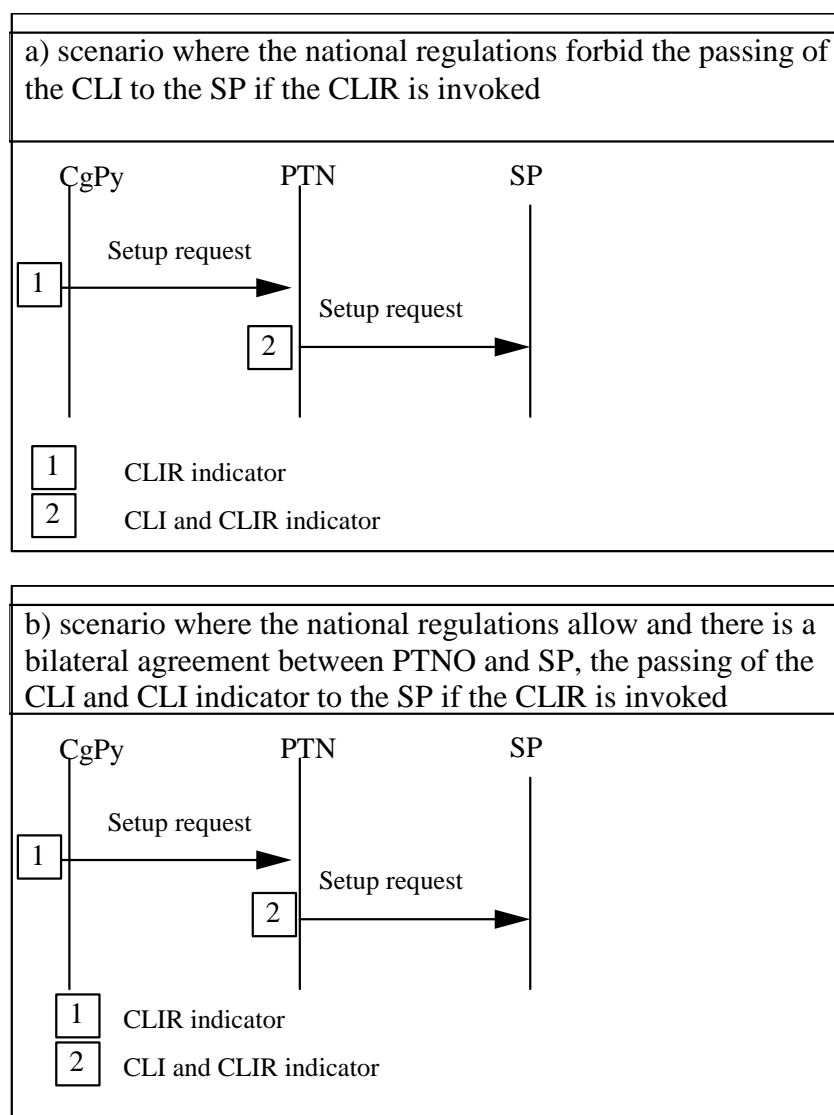 a) scenario where the national regulations forbid the passing of
the CLI to the SP if the CLIR is invoked
CgPy PTN SP
Setup request
1
Setup request
2
1 CLIR indicator
2 CLI and CLIR indicator
b) scenario where the national regulations allow and there is a
bilateral agreement between PTNO and SP, the passing of the
CLI and CLI indicator to the SP if the CLIR is invoked
CgPy PTN SP
Setup request
1
Setup request
2
1 CLIR indicator
2 CLI and CLIR indicator